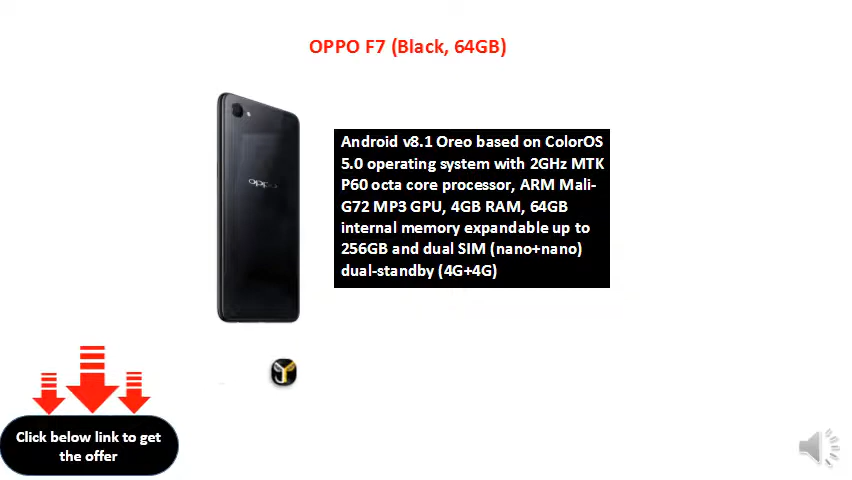 OPPO F7 (Black, 64GB)
oppo
Android v8.1 Oreo based on ColorOS
5.0 operating system with 2GHz MTK
P60 octa core processor, ARM Mali-
G72 MP3 GPU, 4GB RAM, 64GB
internal memory expandable up to
256GB and dual SIM (nano+nano)
dual-standby (4G+4G)
Click below link to get
the offer